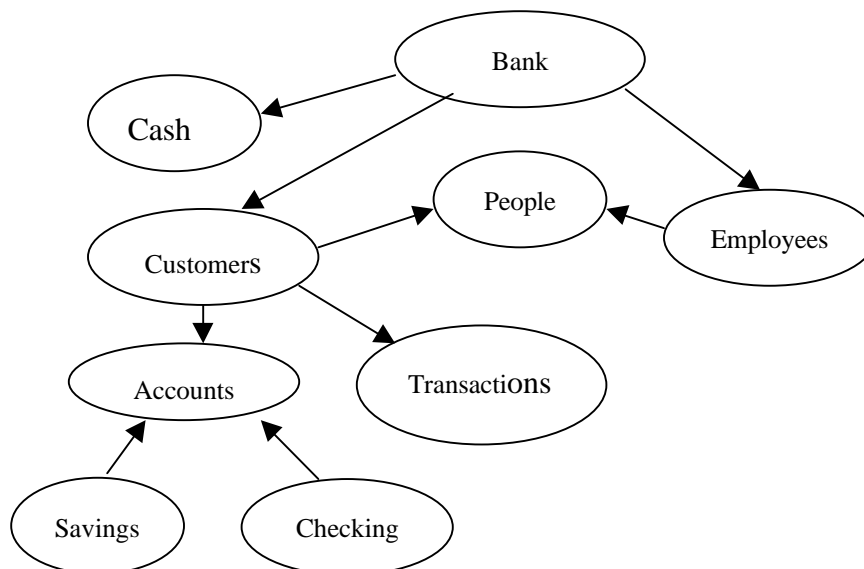 Bank
Cash
People
Employees
Customers
Transactions
Accounts
Savings
Checking